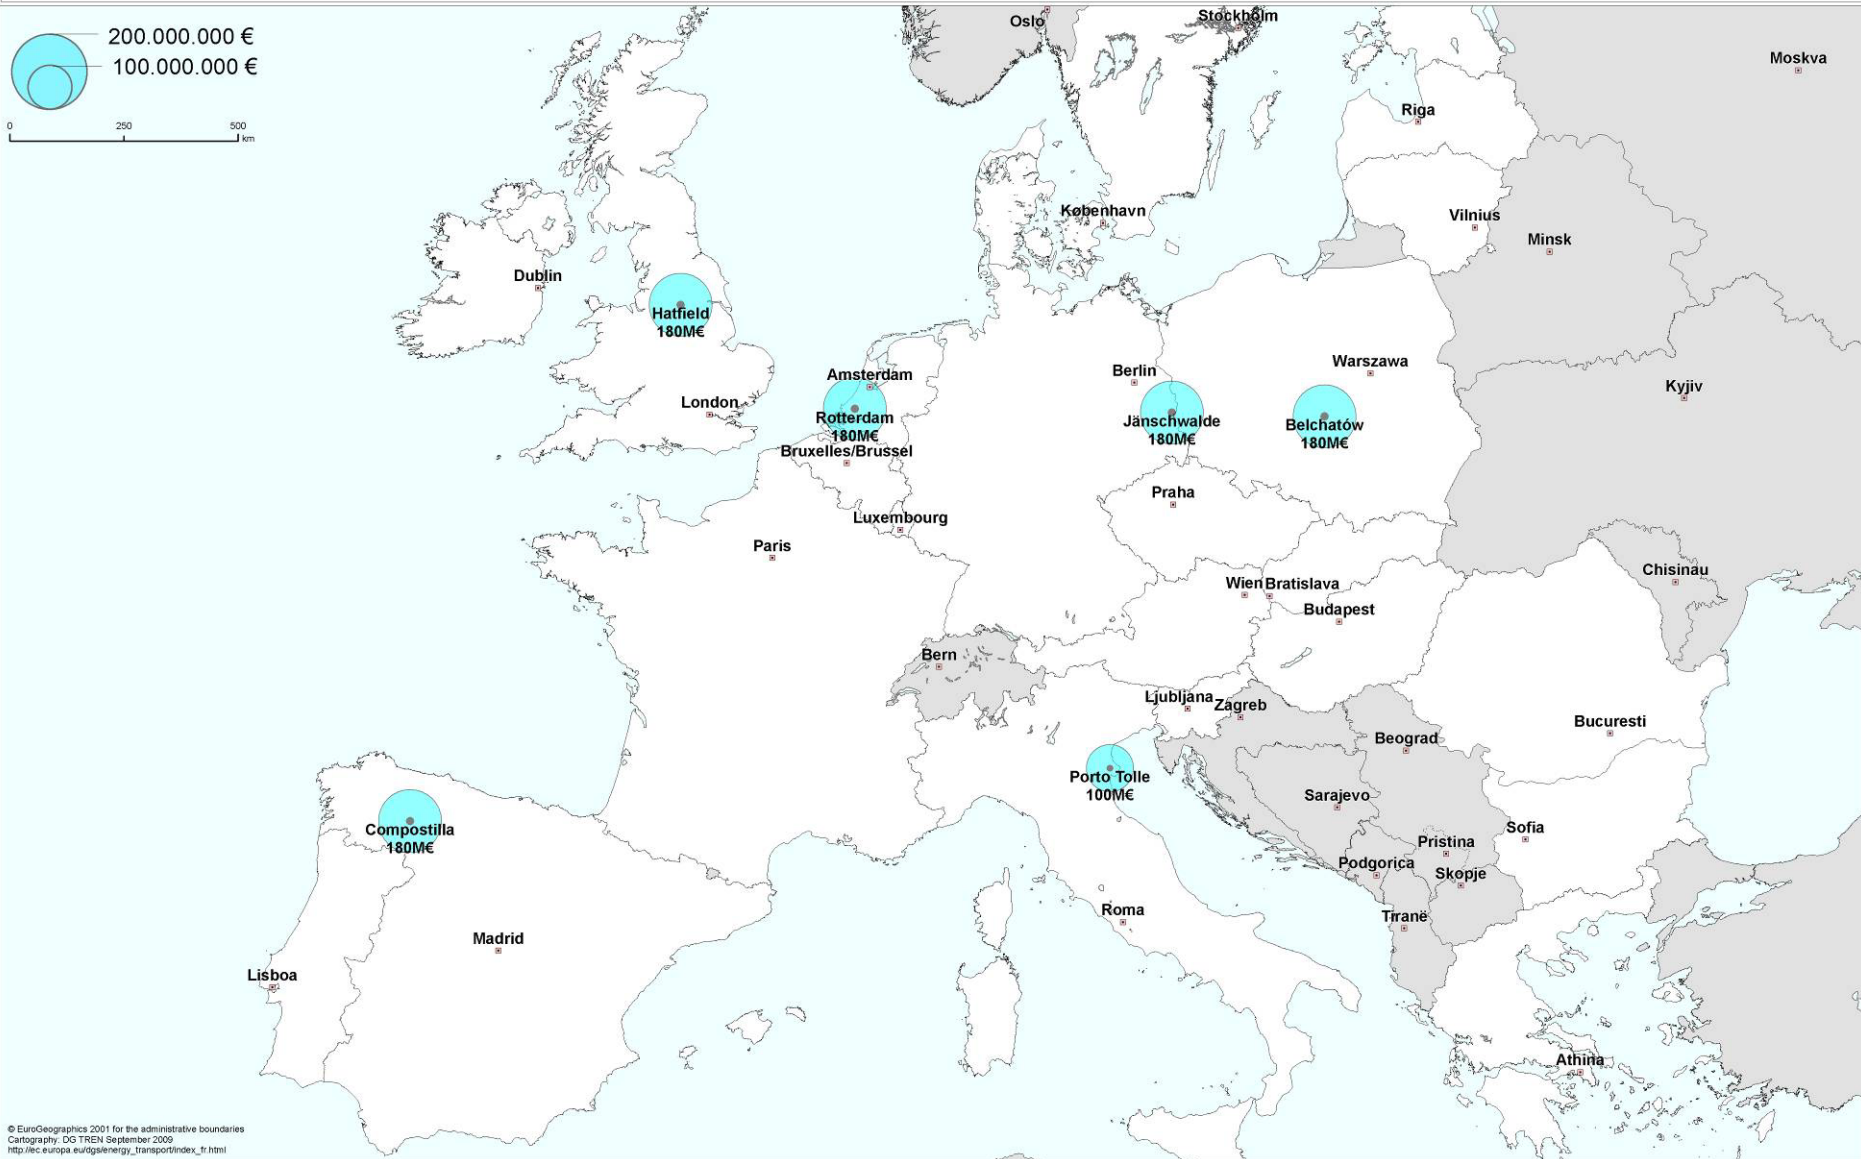 200.000.000 €
100.000.000 €
0 250 500
km
Oslo
Stockholm
Moskva
Riga
København
Vilnius
Minsk
Dublin
Hatfield
180M€
Amsterdam
Berlin
Warszawa
Kyjiv
London
Rotterdam
180M€
Jänschwalde
180M€
Belchatów
180M€
Bruxelles/Brussel
Praha
Luxembourg
Paris
Chisinau
Wien
Bratislava
Budapest
Bern
Ljubljana
Zagreb
Bucuresti
Beograd
Porto Tolle
100M€
Sarajevo
Compostilla
180M€
Sofia
Pristina
Podgorica
Skopje
Roma
Tiranë
Madrid
Lisboa
Athina
© EuroGeographics 2001 for the administrative boundaries
Cartography: DG TREN September 2009
http://ec.europa.eu/dgs/energy_transport/index_fr.html